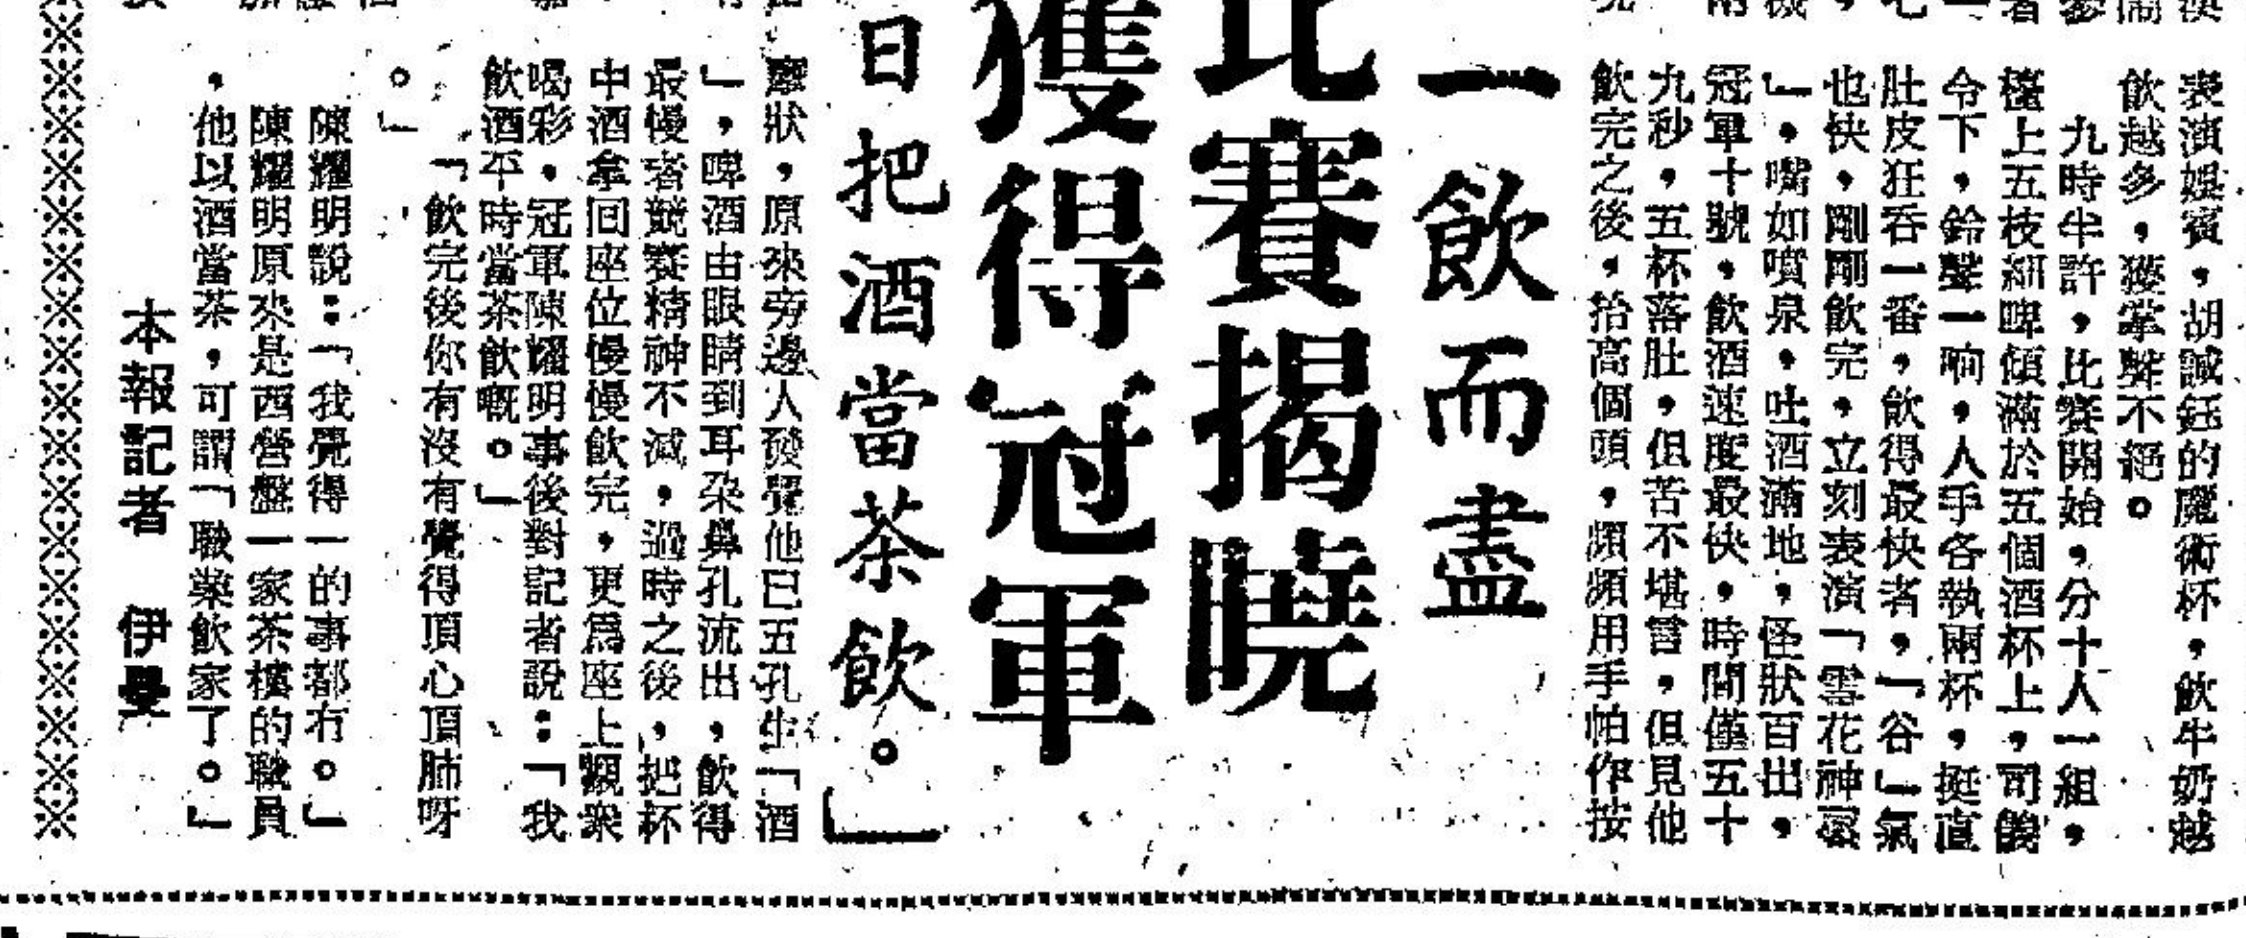 表演娛賓，胡誠鈺的魔術杯，飲牛奶越
飲越多，獲掌聲不絕。
九時半許，比賽開始，分十人一組，
檯上五枝細啤傾滿於五個酒杯上，司儀
令下，鈴聲一响，人手各執兩杯，挺直
肚皮狂吞一番，飲得最快者，「谷」氣
也快，剛剛飲完，立刻表演「雪花神霧
」，嘴如噴泉，吐酒滿地，怪狀百出，
冠軍十號，飲酒速度最快，時間僅五十
九秒，五杯落肚，但苦不堪言，但見他
飲完之後，抬高個頭，頻頻用手帕作按
一飲而盡
比賽揭曉
獲得冠軍
日把酒當茶飲。」
狀，原來旁邊人發覺他已五孔生「酒
」，啤酒由眼睛到耳朶鼻孔流出，飲得
最慢者競賽精神不減，過時之後，把杯
中酒拿回座位慢慢飲完，更爲座上觀衆
喝彩，冠軍陳耀明事後對記者說：「我
飲酒平時當茶飲嘅。」
「飲完後你有沒有覺得頂心頂肺呀
。」
陳耀明說：「我覺得一的事都冇。」
陳耀明原來是西營盤一家茶樓的職員
，他以酒當茶，可謂「職業飲家了。」
本報記者　伊曼